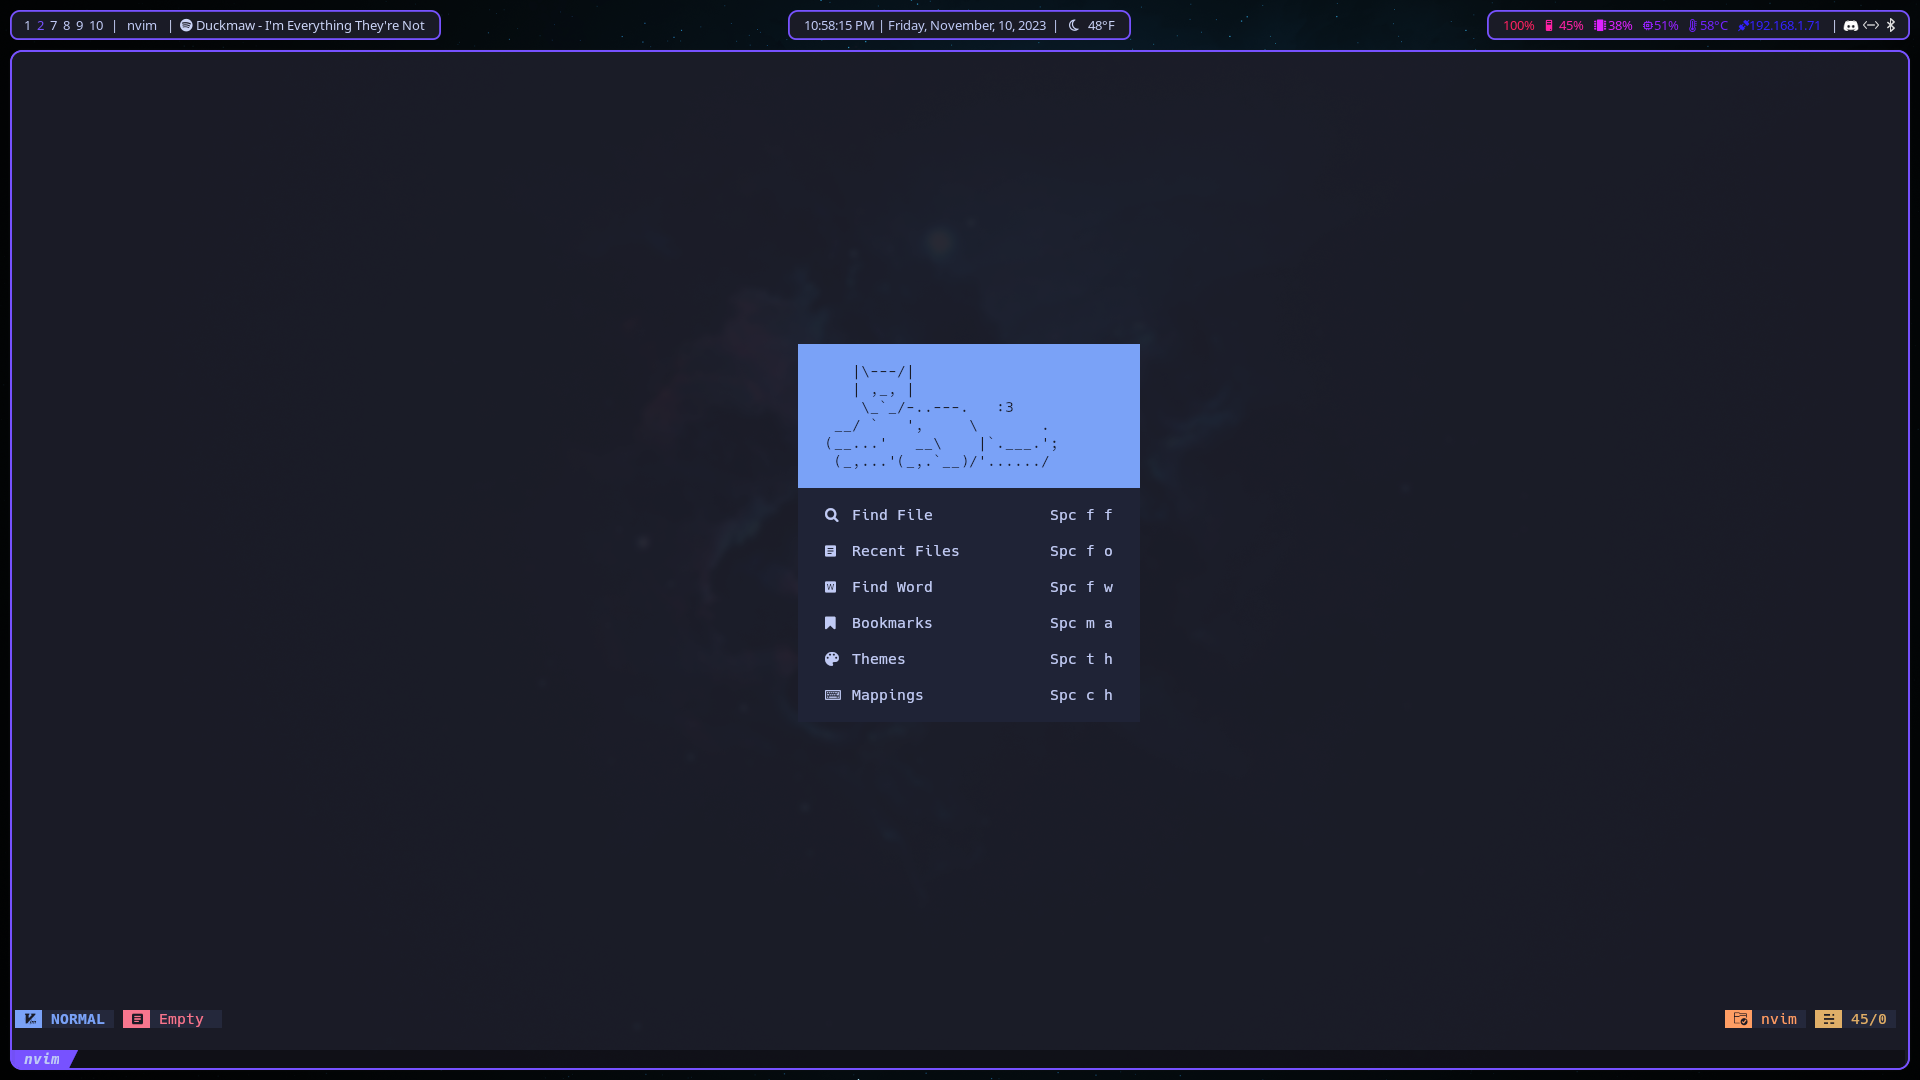 1 2 7 8 9 10 | nvim | Duckmaw - I'm Everything They're Not
10:58:15 PM | Friday, November, 10, 2023 | 48°F
100% 45% 38% 51% 58°C 192.168.1.71 |
|\---/|
| ,_, |
\_`_/-..---. :3
__/ ` ', \ .
(__...' __\ |`.___.';
(_,...'(_,.`__)/'....../
Find File Spc f f
Recent Files Spc f o
Find Word Spc f w
Bookmarks Spc m a
Themes Spc t h
Mappings Spc c h
NORMAL Empty nvim 45/0
nvim